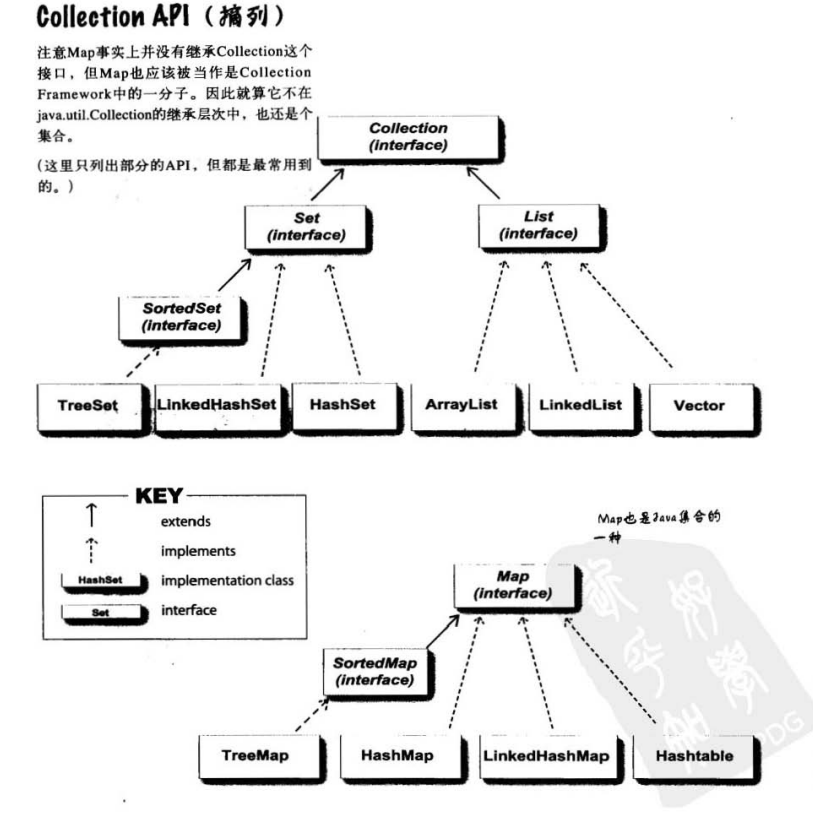 Collection API（摘列）
注意Map事实上并没有继承Collection这个
接口，但Map也应该被当作是Collection
Framework中的一分子。因此就算它不在
java.util.Collection的继承层次中，也还是个
集合。
(这里只列出部分的API，但都是最常用到
的。)
Collection
(interface)
Set
(interface)
List
(interface)
SortedSet
(interface)
TreeSet
LinkedHashSet
HashSet
ArrayList
LinkedList
Vector
KEY
extends
implements
HashSet
implementation class
Set
interface
Map也是Java集合的
一种
Map
(interface)
SortedMap
(interface)
TreeMap
HashMap
LinkedHashMap
Hashtable
PDG